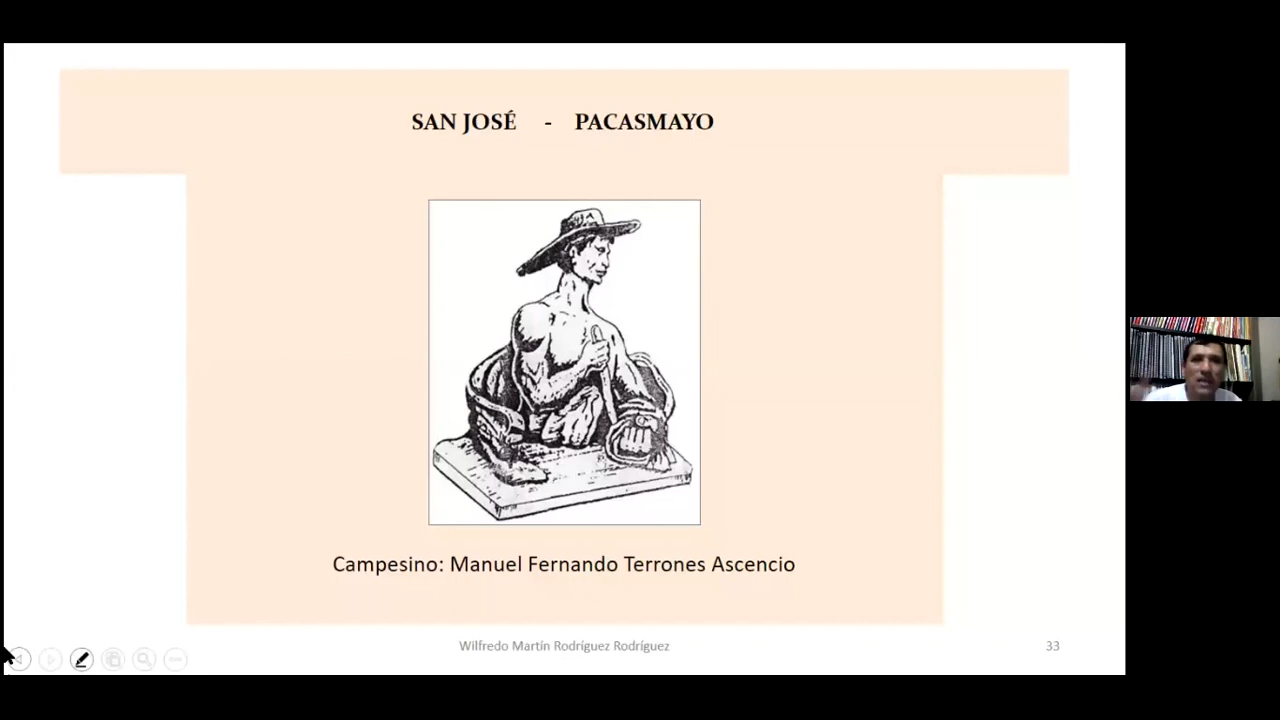 SAN JOSÉ - PACASMAYO
Campesino: Manuel Fernando Terrones Ascencio
Wilfredo Martín Rodríguez Rodríguez
33